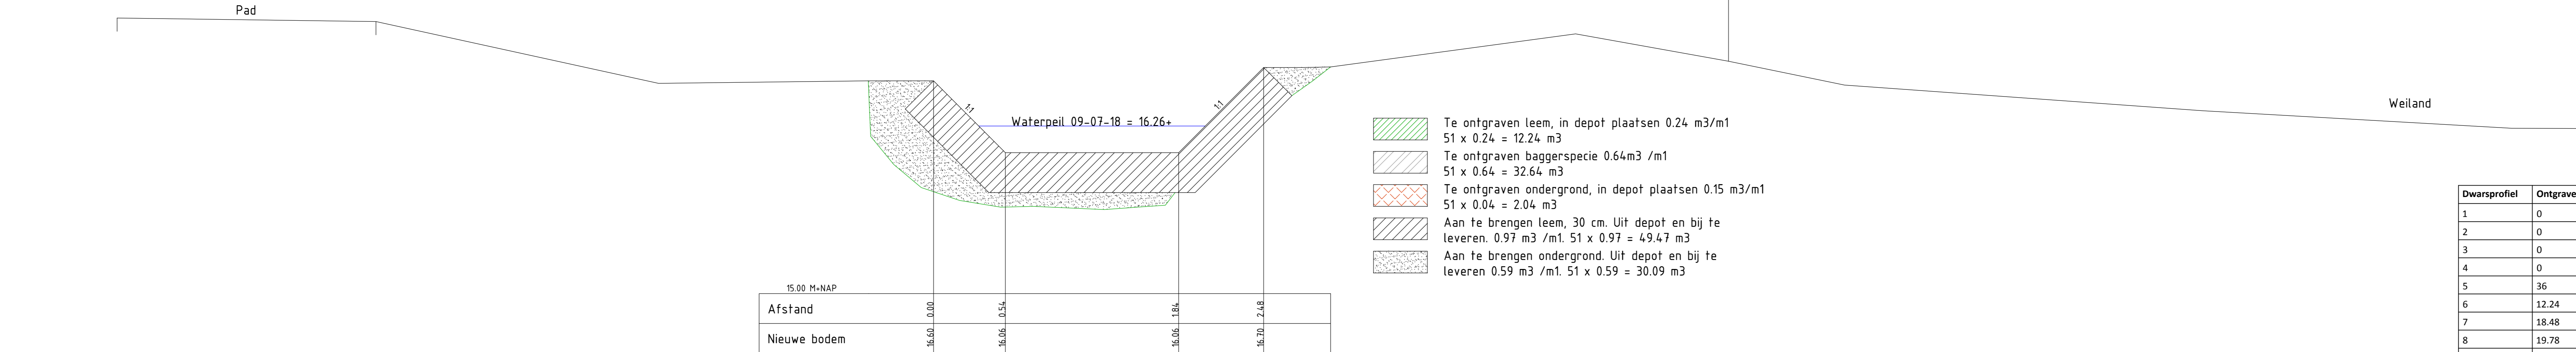 Pad
1:1
1:1
Waterpeil 09-07-18 = 16.26+
Weiland
Te ontgraven leem, in depot plaatsen 0.24 m3/m1
51 x 0.24 = 12.24 m3
Te ontgraven baggerspecie 0.64m3 /m1
51 x 0.64 = 32.64 m3
Te ontgraven ondergrond, in depot plaatsen 0.15 m3/m1
51 x 0.04 = 2.04 m3
Aan te brengen leem, 30 cm. Uit depot en bij te
leveren. 0.97 m3 /m1. 51 x 0.97 = 49.47 m3
Aan te brengen ondergrond. Uit depot en bij te
leveren 0.59 m3 /m1. 51 x 0.59 = 30.09 m3
15.00 M+NAP
Afstand 0.00 0.54 1.84 2.48
Nieuwe bodem 16.60 16.06 16.06 16.70
Dwarsprofiel Ontgrave
1 0
2 0
3 0
4 0
5 36
6 12.24
7 18.48
8 19.78